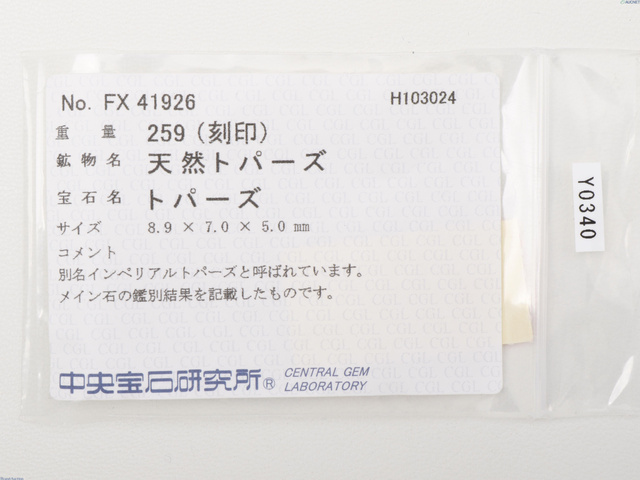 No. FX 41926
H103024
重 量 259 (刻印)
鉱 物 名 天然トパーズ
宝 石 名 トパーズ
サイズ 8.9 × 7.0 × 5.0 mm
コメント
別名インペリアルトパーズと呼ばれています。
メイン石の鑑別結果を記載したものです。
中央宝石研究所® CENTRAL GEM
LABORATORY
Y0340